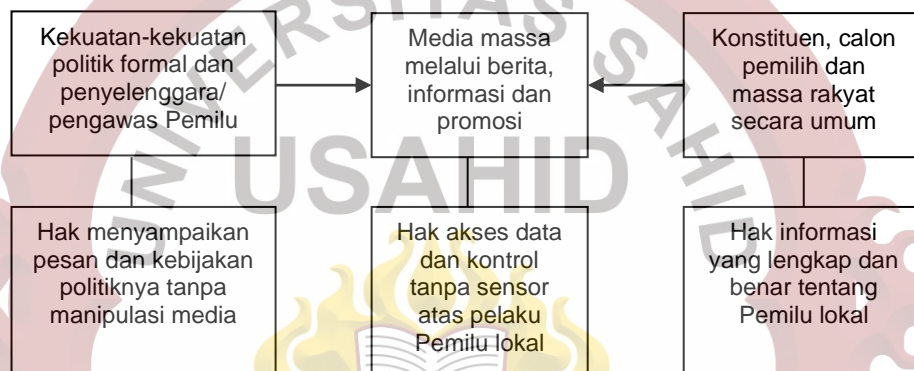 Kekuatan-kekuatan
politik formal dan
penyelenggara/
pengawas Pemilu
Media massa
melalui berita,
informasi dan
promosi
Konstituen, calon
pemilih dan
massa rakyat
secara umum
UNIVERSITAS SAHID
USAHID
Hak menyampaikan
pesan dan kebijakan
politiknya tanpa
manipulasi media
Hak akses data
dan kontrol
tanpa sensor
atas pelaku
Pemilu lokal
Hak informasi
yang lengkap dan
benar tentang
Pemilu lokal